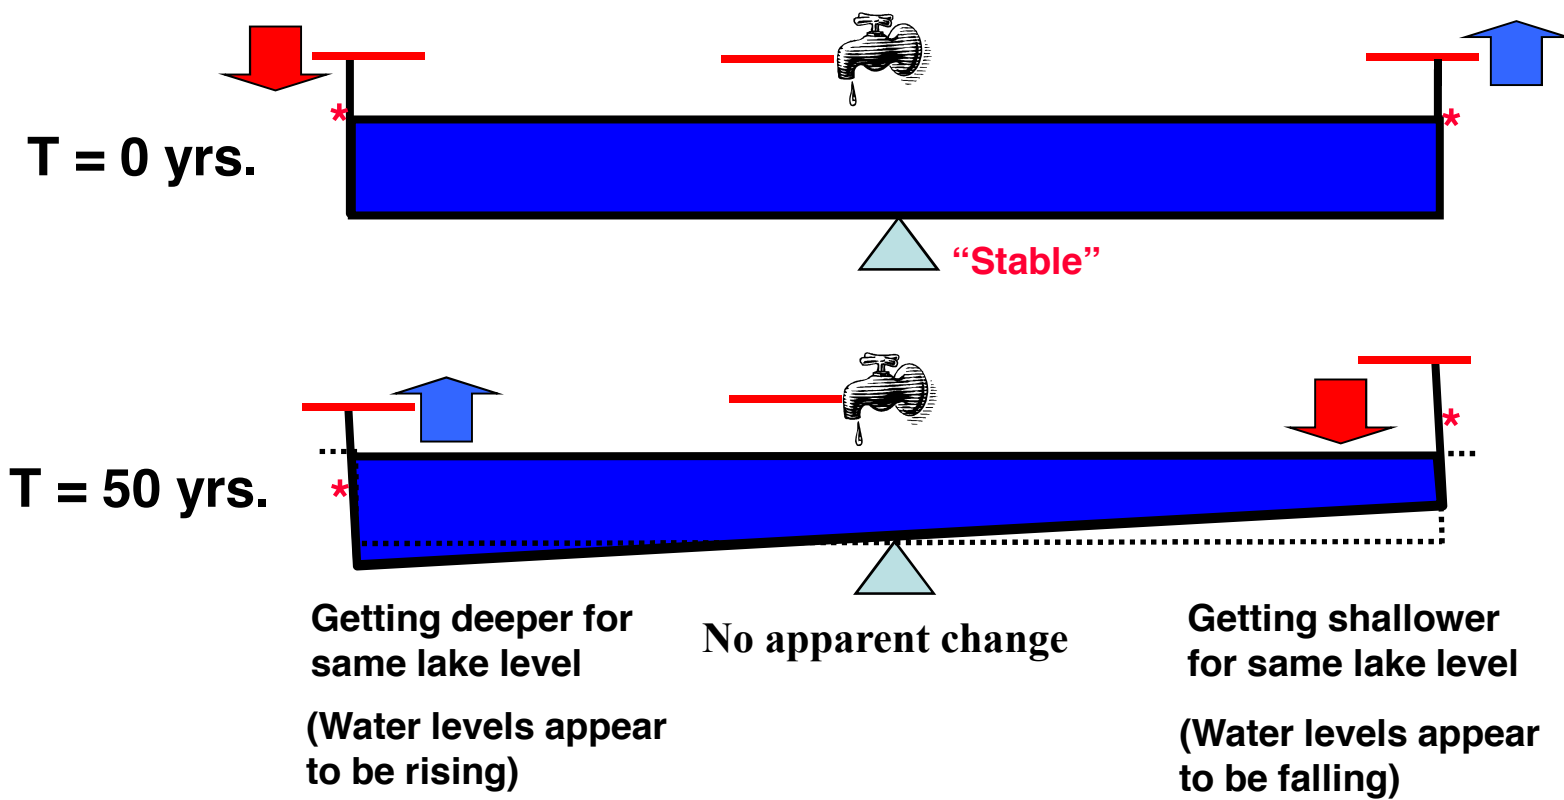 *
*
T = 0 yrs.
“Stable”
*
T = 50 yrs.
*
Getting deeper for
same lake level
(Water levels appear
to be rising)
No apparent change
Getting shallower
for same lake level
(Water levels appear
to be falling)